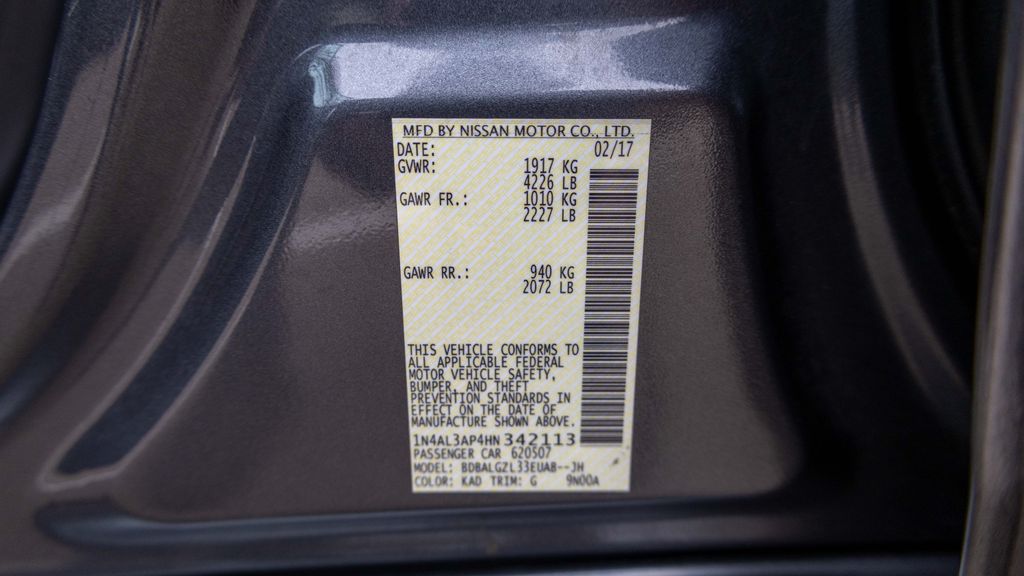 MFD BY NISSAN MOTOR CO., LTD.
DATE: 02/17
GVWR: 1917 KG
4226 LB
GAWR FR.: 1010 KG
2227 LB
GAWR RR.: 940 KG
2072 LB
THIS VEHICLE CONFORMS TO
ALL APPLICABLE FEDERAL
MOTOR VEHICLE SAFETY,
BUMPER, AND THEFT
PREVENTION STANDARDS IN
EFFECT ON THE DATE OF
MANUFACTURE SHOWN ABOVE.
1N4AL3AP4HN 342113
PASSENGER CAR 620507
MODEL: BDBALGZL33EUAB--JH
COLOR: KAD TRIM: G 9N00A